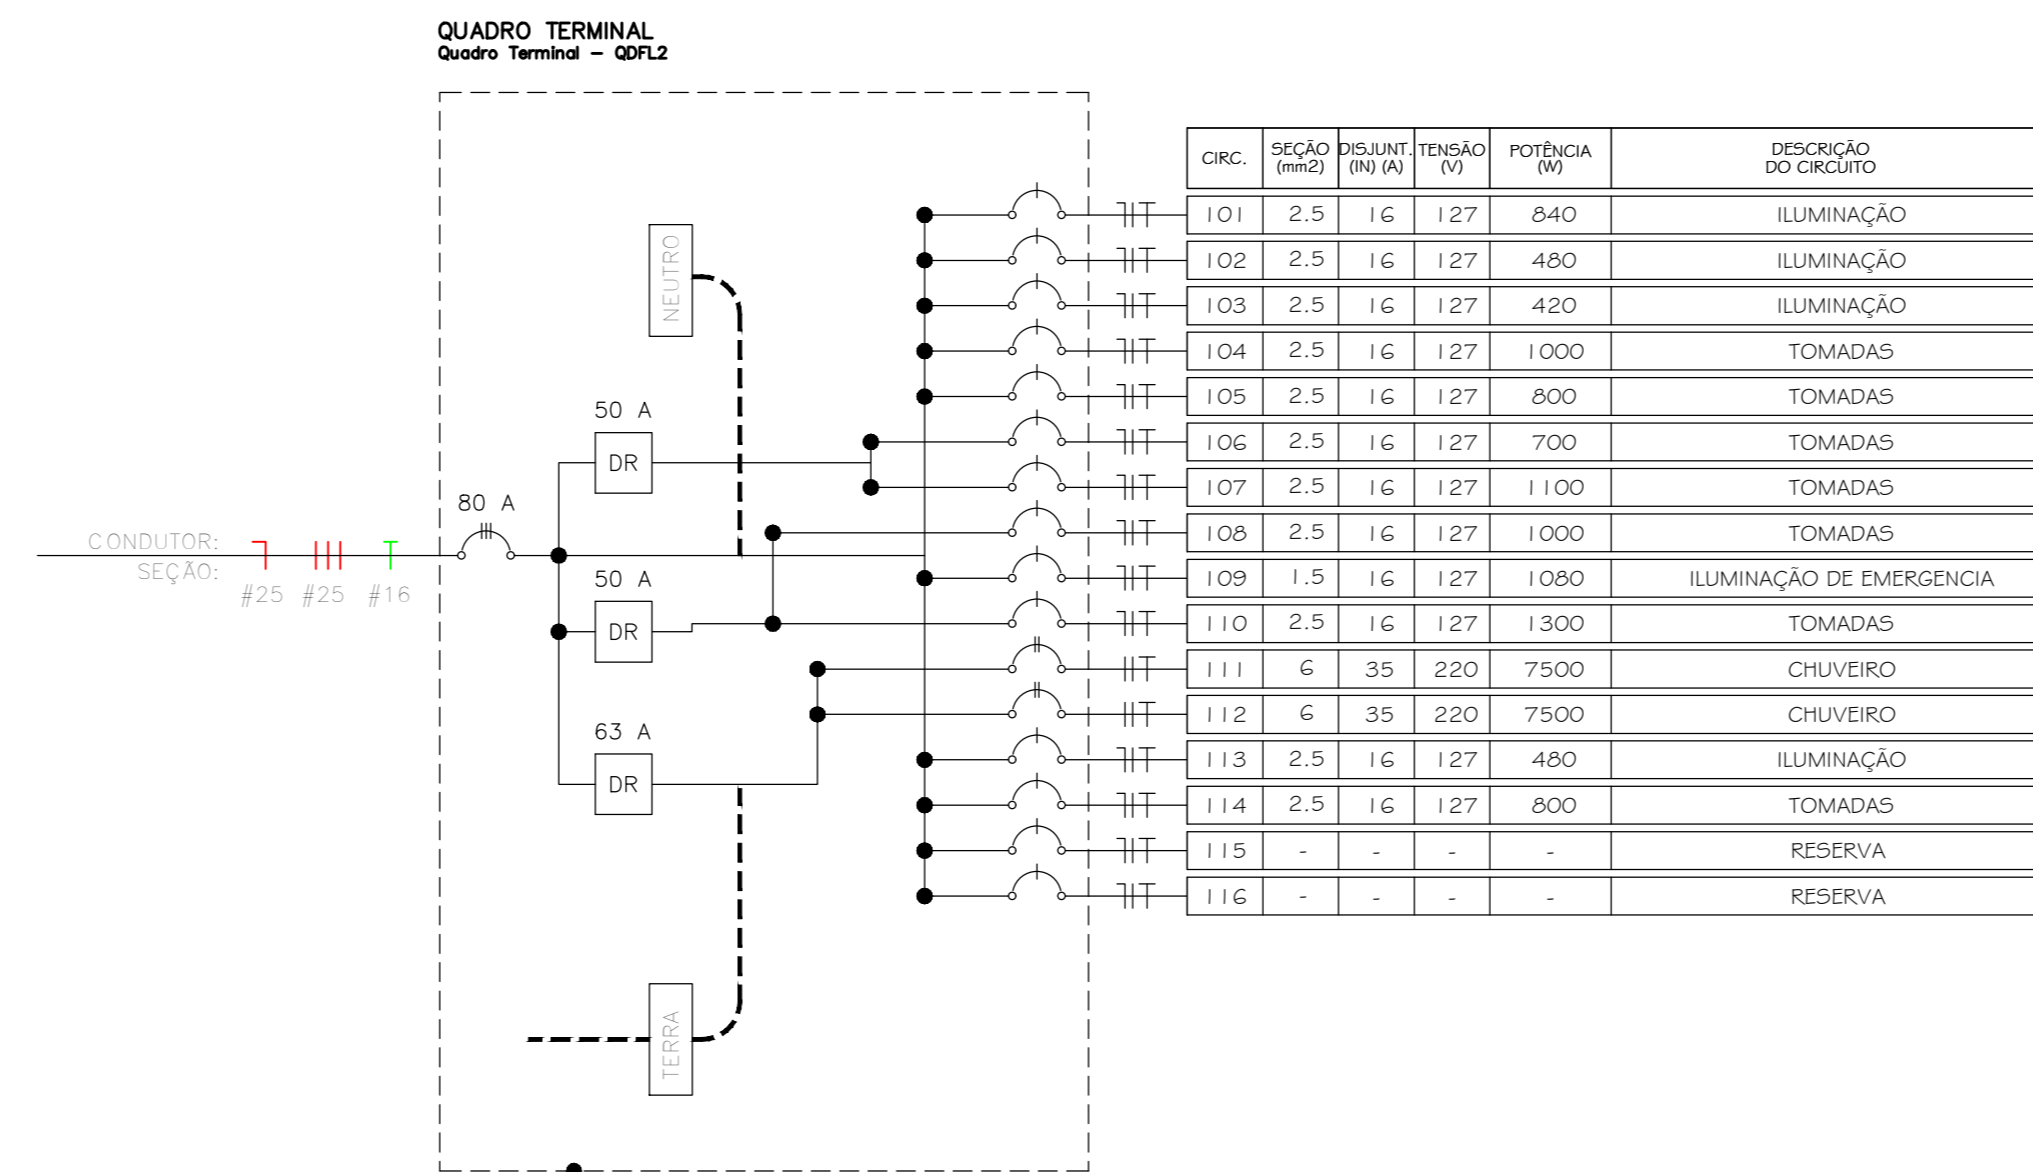 QUADRO TERMINAL
Quadro Terminal - QDFL2
CIRC. SEÇÃO (mm2) DISJUNT. (IN) (A) TENSÃO (V) POTÊNCIA (W) DESCRIÇÃO DO CIRCUITO
101 2.5 16 127 840 ILUMINAÇÃO
102 2.5 16 127 480 ILUMINAÇÃO
103 2.5 16 127 420 ILUMINAÇÃO
104 2.5 16 127 1000 TOMADAS
105 2.5 16 127 800 TOMADAS
106 2.5 16 127 700 TOMADAS
107 2.5 16 127 1100 TOMADAS
108 2.5 16 127 1000 TOMADAS
109 1.5 16 127 1080 ILUMINAÇÃO DE EMERGENCIA
110 2.5 16 127 1300 TOMADAS
111 6 35 220 7500 CHUVEIRO
112 6 35 220 7500 CHUVEIRO
113 2.5 16 127 480 ILUMINAÇÃO
114 2.5 16 127 800 TOMADAS
115 - - - - RESERVA
116 - - - - RESERVA
NEUTRO
50 A
DR
80 A
CONDUTOR:
SEÇÃO:
#25 #25 #16
50 A
DR
63 A
DR
TERRA